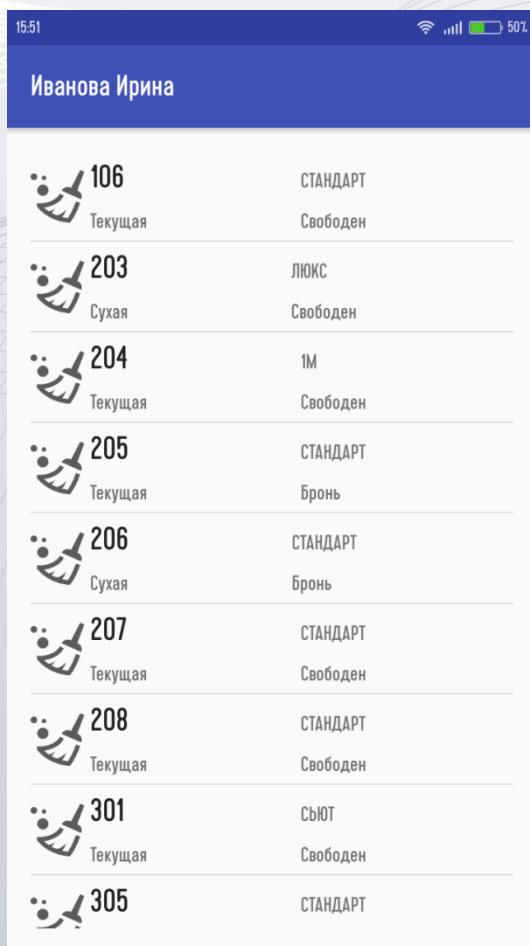 15:51 50%
Иванова Ирина
106 СТАНДАРТ
Текущая Свободен
203 ЛЮКС
Сухая Свободен
204 1М
Текущая Свободен
205 СТАНДАРТ
Текущая Бронь
206 СТАНДАРТ
Сухая Бронь
207 СТАНДАРТ
Текущая Свободен
208 СТАНДАРТ
Текущая Свободен
301 СЬЮТ
Текущая Свободен
305 СТАНДАРТ